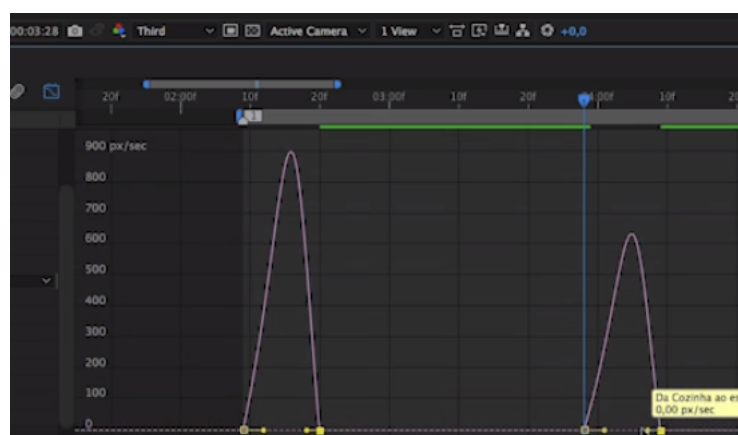 00:03:28 Third Active Camera 1 View +0,0
20f 02:00f 10f 20f 03:00f 10f 20f 04:00f 10f 20
1
900 px/sec
800
700
600
500
400
300
200
100
0
Da Cozinha ao es
0,00 px/sec